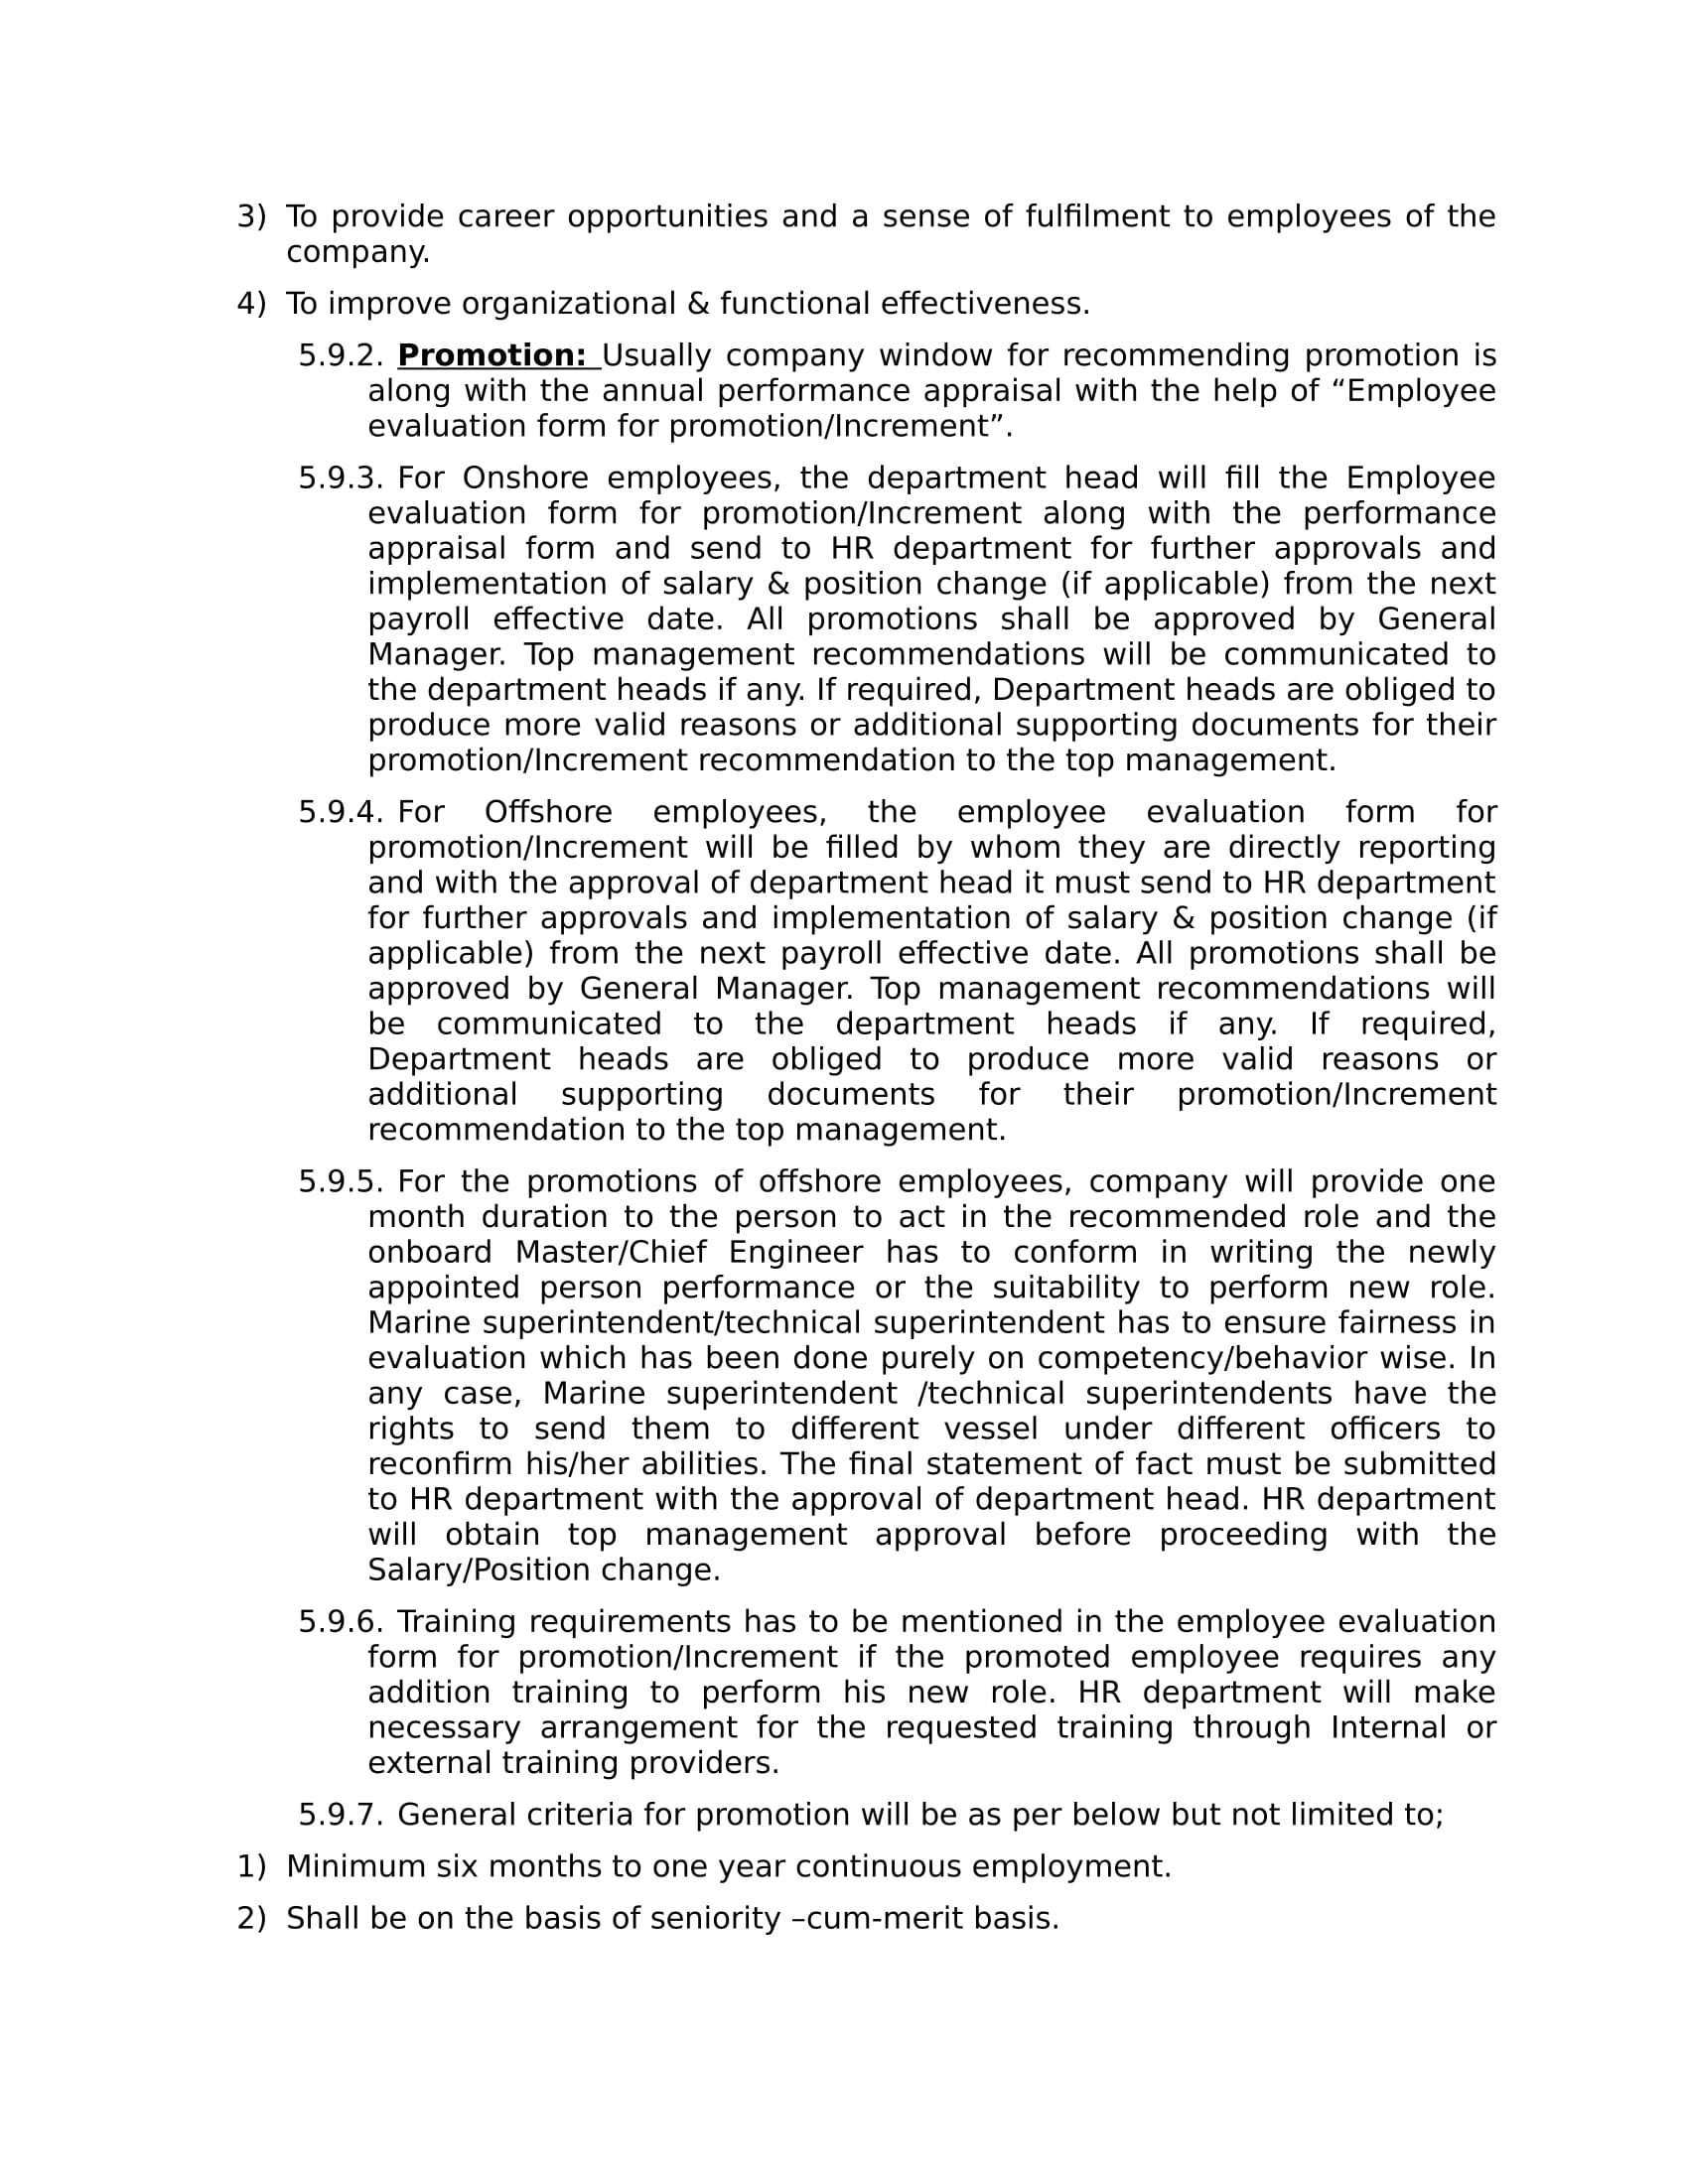 3) To provide career opportunities and a sense of fulfilment to employees of the
company.
4) To improve organizational & functional effectiveness.
5.9.2. Promotion: Usually company window for recommending promotion is
along with the annual performance appraisal with the help of “Employee
evaluation form for promotion/Increment”.
5.9.3. For Onshore employees, the department head will fill the Employee
evaluation form for promotion/Increment along with the performance
appraisal form and send to HR department for further approvals and
implementation of salary & position change (if applicable) from the next
payroll effective date. All promotions shall be approved by General
Manager. Top management recommendations will be communicated to
the department heads if any. If required, Department heads are obliged to
produce more valid reasons or additional supporting documents for their
promotion/Increment recommendation to the top management.
5.9.4. For Offshore employees, the employee evaluation form for
promotion/Increment will be filled by whom they are directly reporting
and with the approval of department head it must send to HR department
for further approvals and implementation of salary & position change (if
applicable) from the next payroll effective date. All promotions shall be
approved by General Manager. Top management recommendations will
be communicated to the department heads if any. If required,
Department heads are obliged to produce more valid reasons or
additional supporting documents for their promotion/Increment
recommendation to the top management.
5.9.5. For the promotions of offshore employees, company will provide one
month duration to the person to act in the recommended role and the
onboard Master/Chief Engineer has to conform in writing the newly
appointed person performance or the suitability to perform new role.
Marine superintendent/technical superintendent has to ensure fairness in
evaluation which has been done purely on competency/behavior wise. In
any case, Marine superintendent /technical superintendents have the
rights to send them to different vessel under different officers to
reconfirm his/her abilities. The final statement of fact must be submitted
to HR department with the approval of department head. HR department
will obtain top management approval before proceeding with the
Salary/Position change.
5.9.6. Training requirements has to be mentioned in the employee evaluation
form for promotion/Increment if the promoted employee requires any
addition training to perform his new role. HR department will make
necessary arrangement for the requested training through Internal or
external training providers.
5.9.7. General criteria for promotion will be as per below but not limited to;
1) Minimum six months to one year continuous employment.
2) Shall be on the basis of seniority –cum-merit basis.